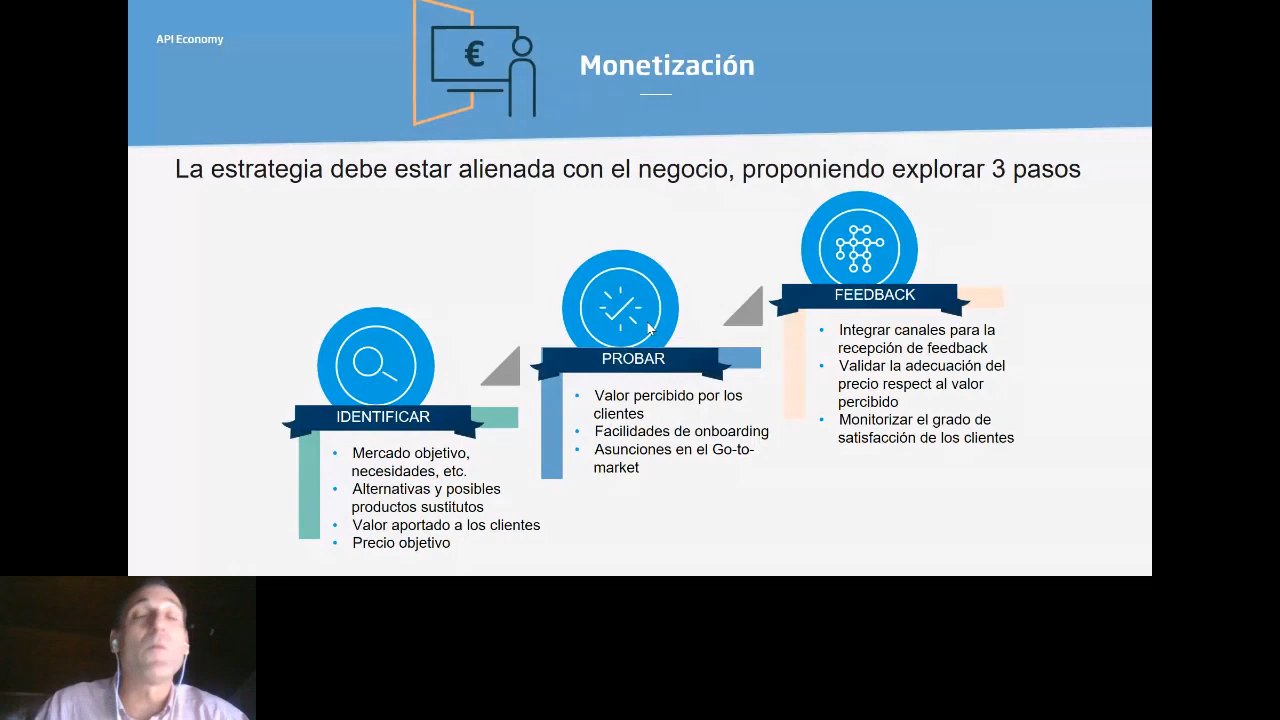 API Economy
€
Monetización
La estrategia debe estar alienada con el negocio, proponiendo explorar 3 pasos
IDENTIFICAR
• Mercado objetivo,
necesidades, etc.
• Alternativas y posibles
productos sustitutos
• Valor aportado a los clientes
• Precio objetivo
PROBAR
• Valor percibido por los
clientes
• Facilidades de onboarding
• Asunciones en el Go-to-
market
FEEDBACK
• Integrar canales para la
recepción de feedback
• Validar la adecuación del
precio respect al valor
percibido
• Monitorizar el grado de
satisfacción de los clientes